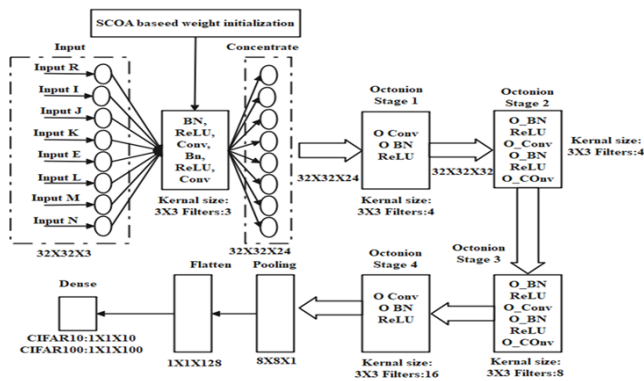 SCOA baseed weight initialization
Input
Concentrate
Input R
Input I
Input J
Input K
Input E
Input L
Input M
Input N
32X32X3
BN,
ReLU,
Conv,
Bn,
ReLU,
Conv
Kernal size:
3X3 Filters:3
32X32X24
32X32X24
Octonion
Stage 1
O Conv
O BN
ReLU
Kernal size:
3X3 Filters:4
32X32X32
Octonion
Stage 2
O_BN
ReLU
O_Conv
O_BN
ReLU
O_COnv
Kernal size:
3X3 Filters:4
Octonion
Stage 3
O_BN
ReLU
O_Conv
O_BN
ReLU
O_COnv
Kernal size:
3X3 Filters:8
Octonion
Stage 4
O Conv
O BN
ReLU
Kernal size:
3X3 Filters:16
Pooling
8X8X1
Flatten
1X1X128
Dense
CIFAR10:1X1X10
CIFAR100:1X1X100